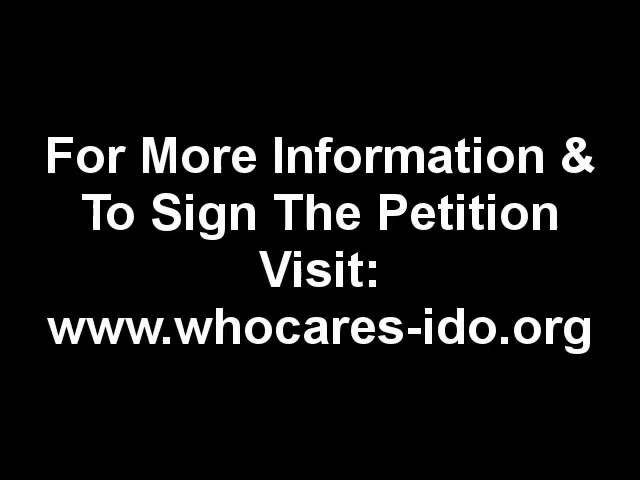 For More Information &
To Sign The Petition
Visit:
www.whocares-ido.org